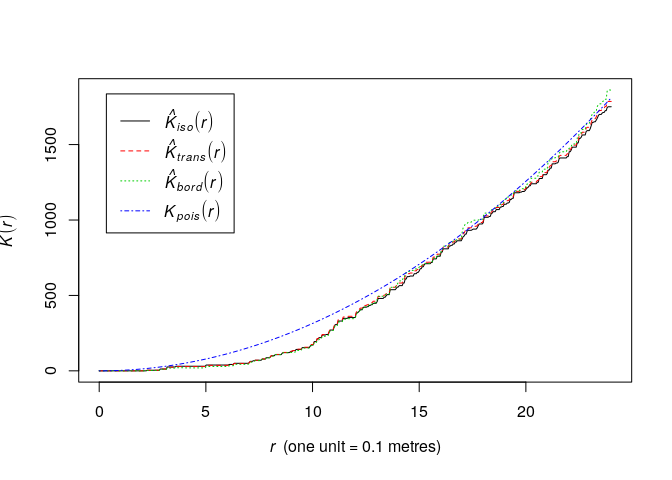 K̂iso(r)
K̂trans(r)
K̂bord(r)
Kpois(r)
K(r)
1500
1000
500
0
0 5 10 15 20
r (one unit = 0.1 metres)